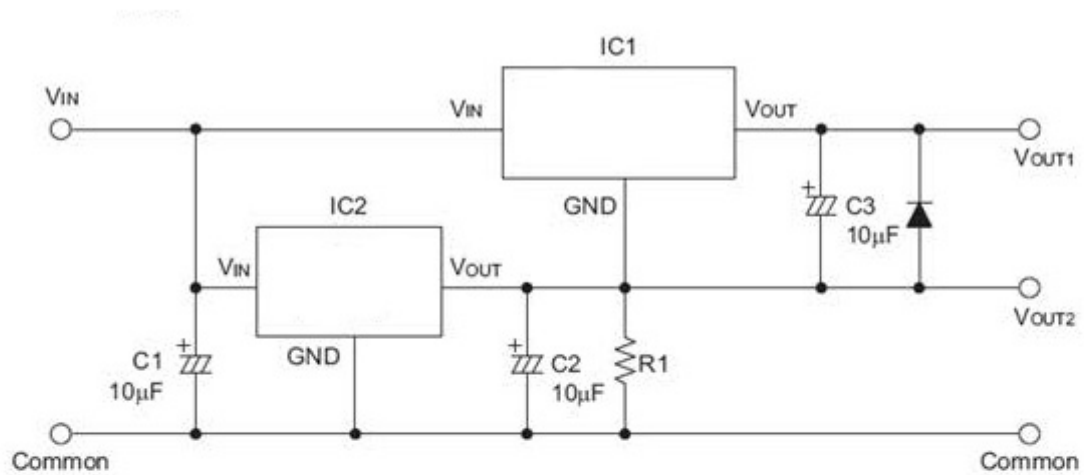 IC1
VIN
VIN
VOUT
VOUT1
GND
C3
10µF
IC2
VIN
VOUT
VOUT2
GND
C1
10µF
C2
10µF
R1
Common
Common